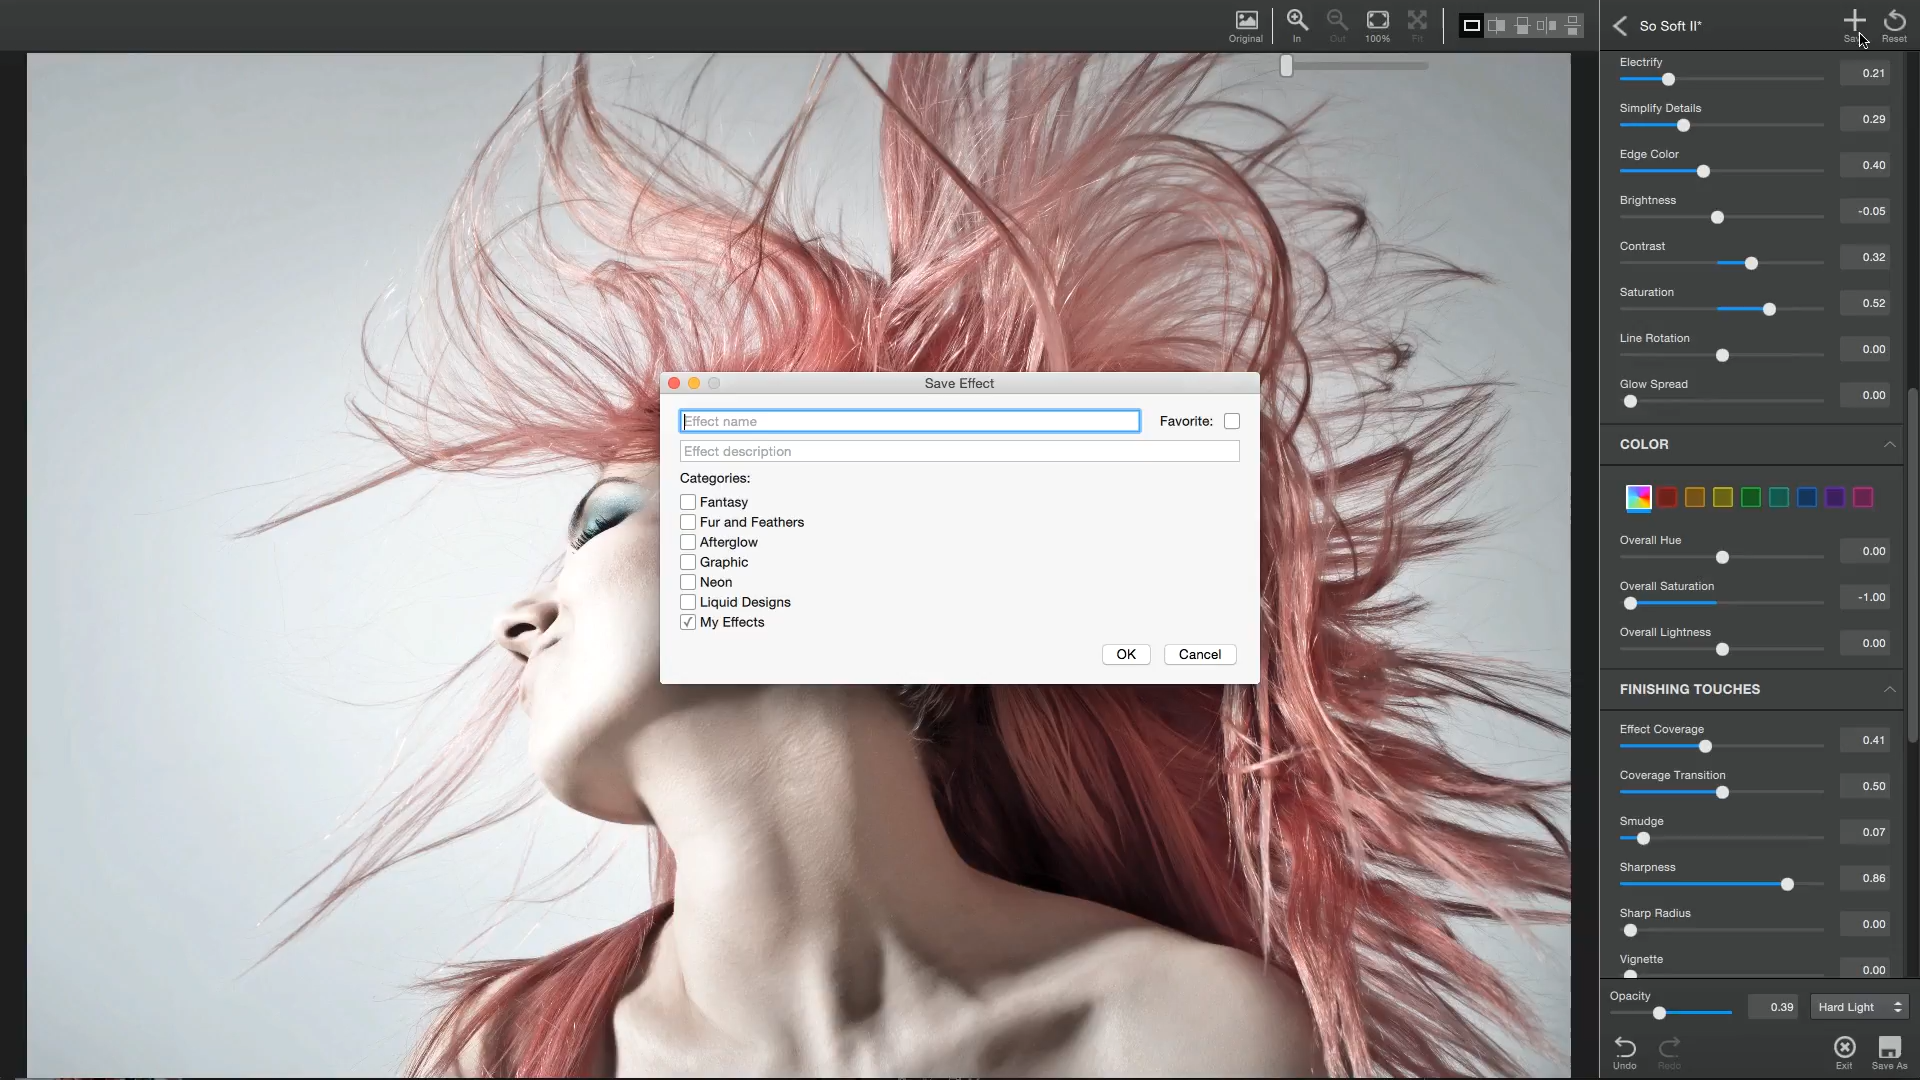 Original
In
Out
100%
Fit
So Soft II*
Reset
Electrify
0.21
Simplify Details
0.29
Edge Color
0.40
Brightness
-0.05
Contrast
0.32
Saturation
0.52
Line Rotation
0.00
Glow Spread
0.00
COLOR
Overall Hue
0.00
Overall Saturation
-1.00
Overall Lightness
0.00
FINISHING TOUCHES
Effect Coverage
0.41
Coverage Transition
0.50
Smudge
0.07
Sharpness
0.86
Sharp Radius
0.00
Vignette
0.00
Opacity
0.39
Hard Light
Undo
Redo
Exit
Save As
Save Effect
Effect name
Favorite:
Effect description
Categories:
Fantasy
Fur and Feathers
Afterglow
Graphic
Neon
Liquid Designs
My Effects
OK
Cancel